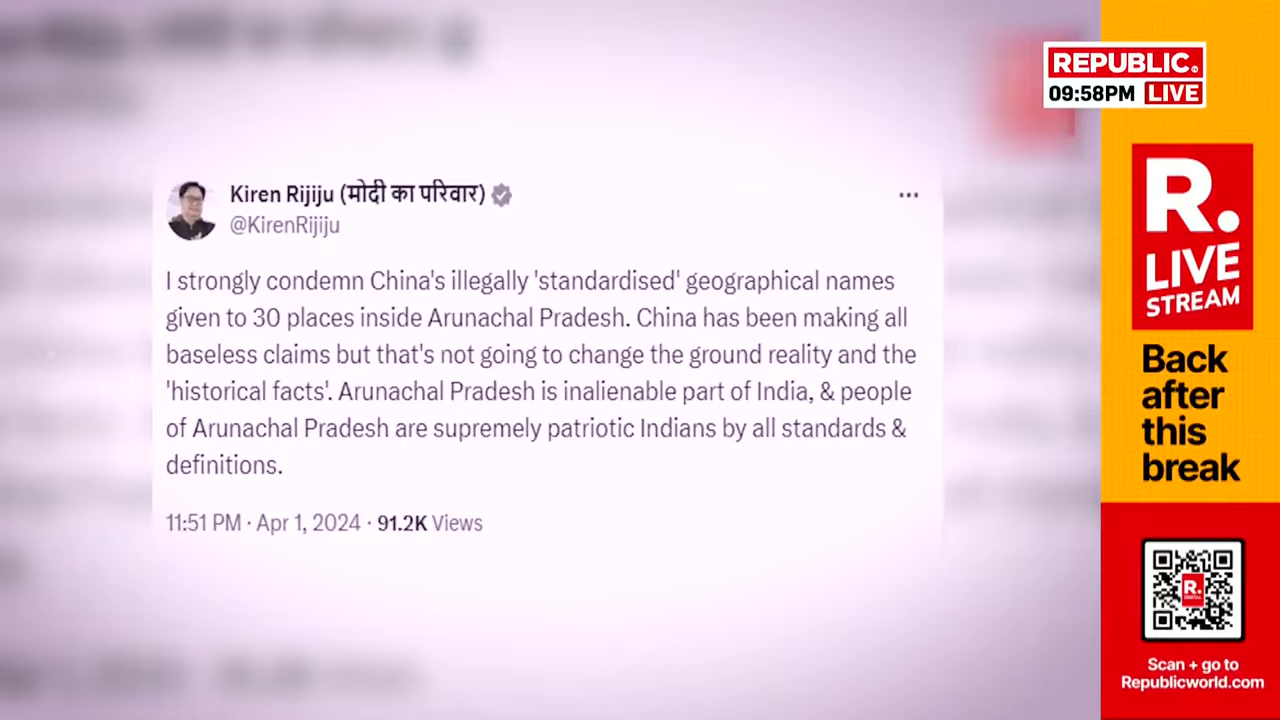 REPUBLIC.
09:58PM LIVE
Kiren Rijiju (मोदी का परिवार)
@KirenRijiju
I strongly condemn China's illegally 'standardised' geographical names
given to 30 places inside Arunachal Pradesh. China has been making all
baseless claims but that's not going to change the ground reality and the
'historical facts'. Arunachal Pradesh is inalienable part of India, & people
of Arunachal Pradesh are supremely patriotic Indians by all standards &
definitions.
11:51 PM · Apr 1, 2024 · 91.2K Views
R.
LIVE
STREAM
Back
after
this
break
R.
Scan + go to
Republicworld.com